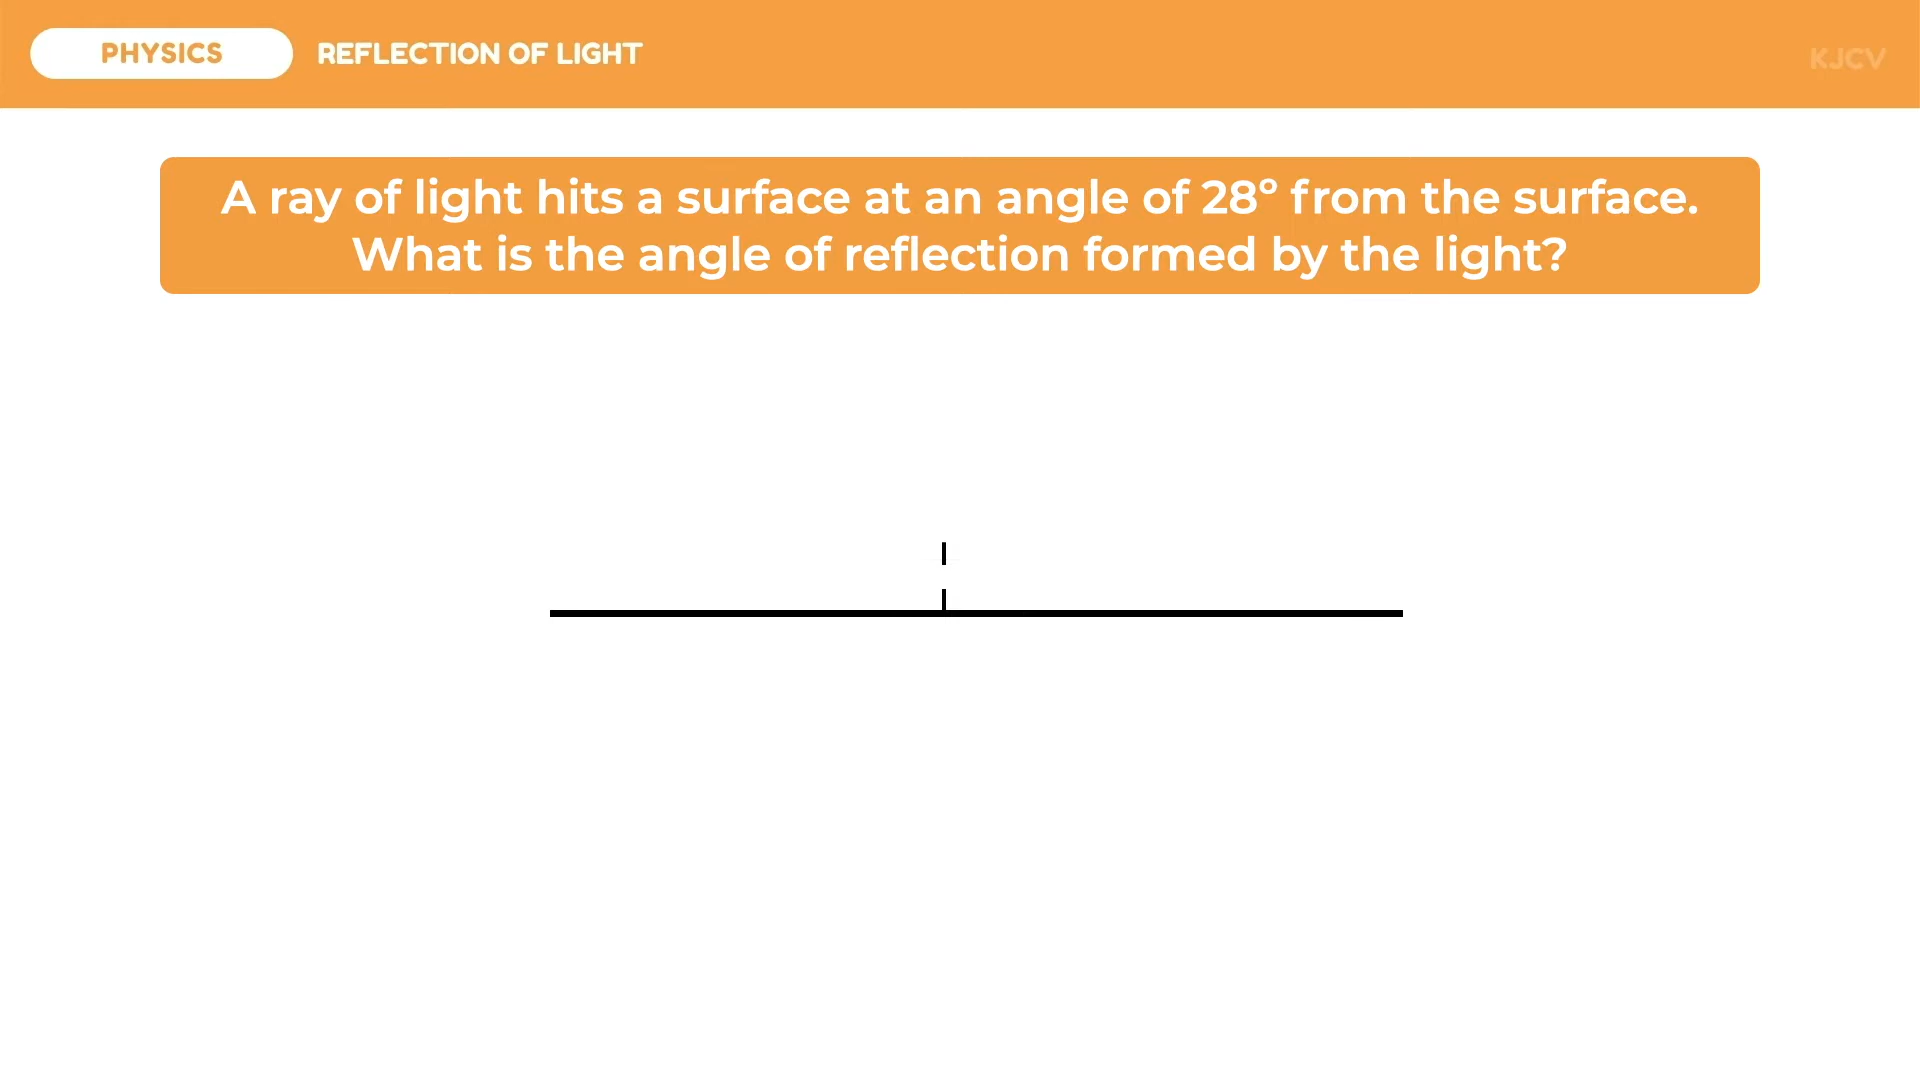 PHYSICS
REFLECTION OF LIGHT
KJCV
A ray of light hits a surface at an angle of 28º from the surface.
What is the angle of reflection formed by the light?